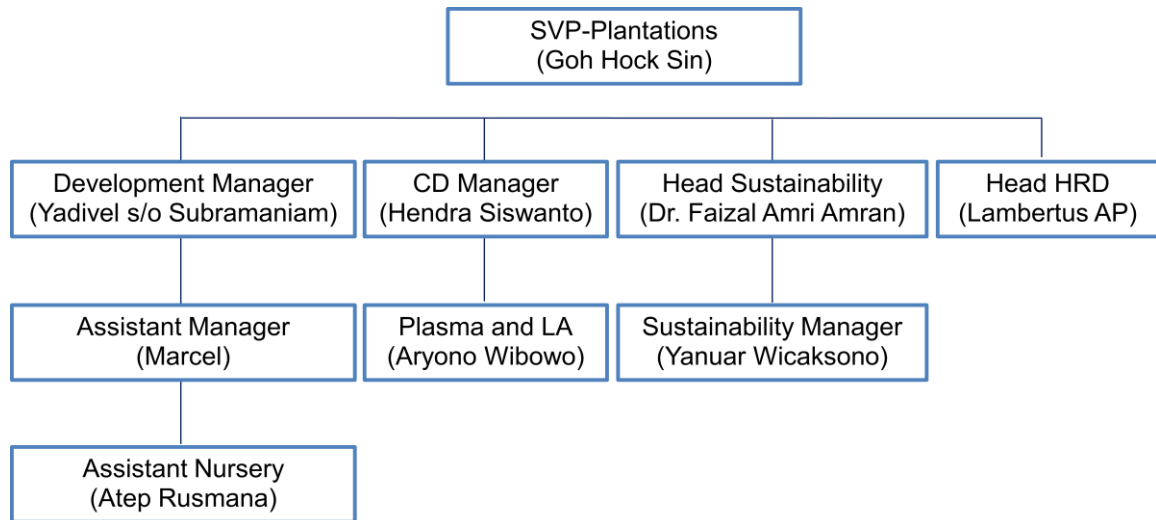 SVP-Plantations
(Goh Hock Sin)
Development Manager
(Yadivel s/o Subramaniam)
CD Manager
(Hendra Siswanto)
Head Sustainability
(Dr. Faizal Amri Amran)
Head HRD
(Lambertus AP)
Assistant Manager
(Marcel)
Plasma and LA
(Aryono Wibowo)
Sustainability Manager
(Yanuar Wicaksono)
Assistant Nursery
(Atep Rusmana)